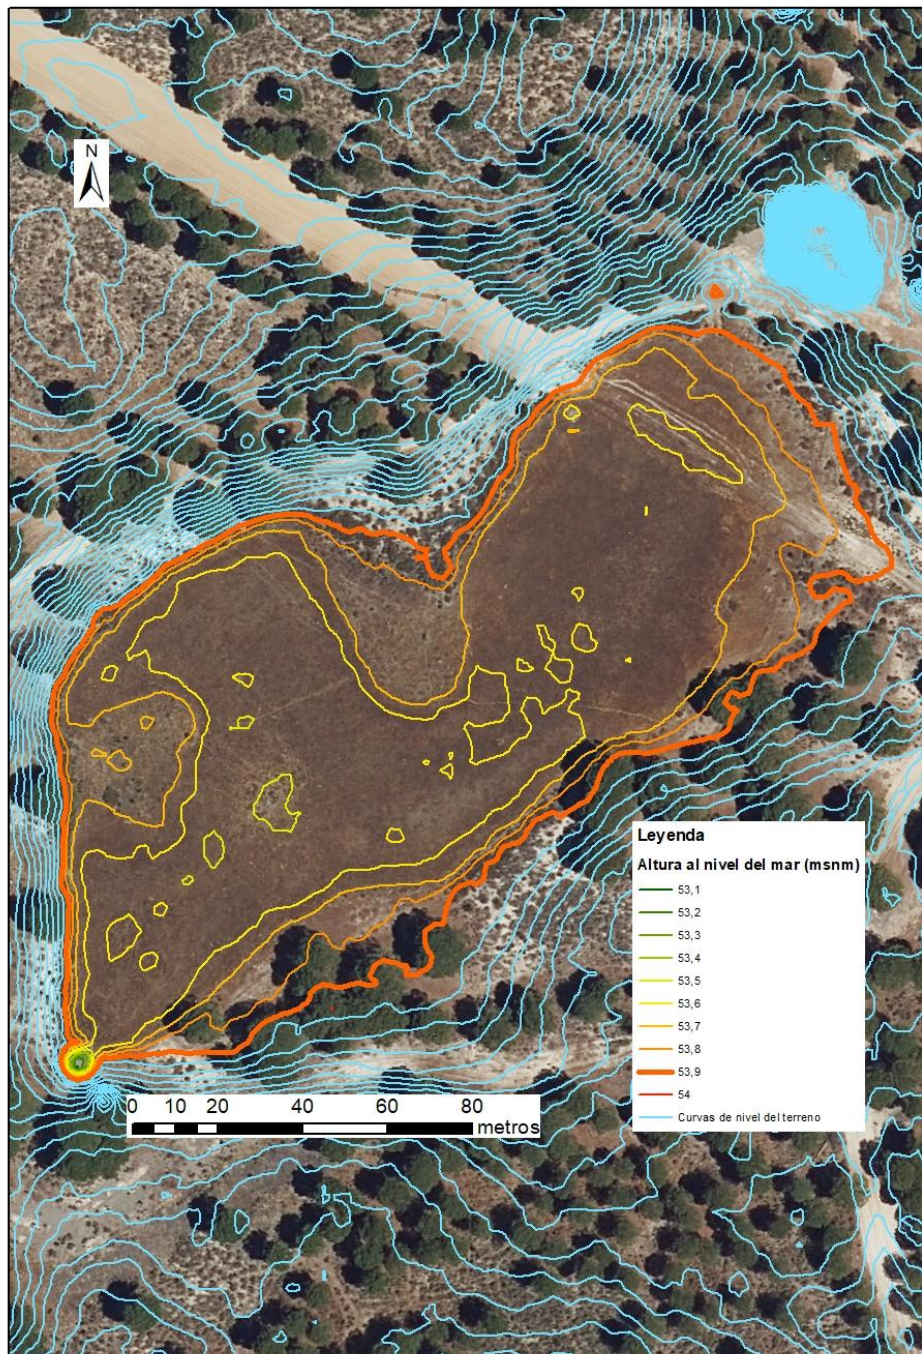 N
Leyenda
Altura al nivel del mar (msnm)
53,1
53,2
53,3
53,4
53,5
53,6
53,7
53,8
53,9
54
Curvas de nivel del terreno
0 10 20 40 60 80
metros